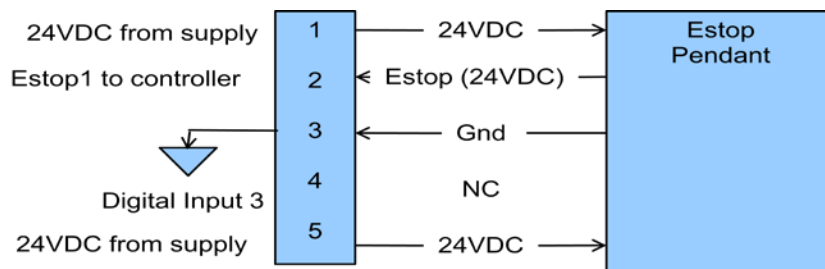 24VDC from supply
1
24VDC
Estop
Pendant
Estop1 to controller
2
Estop (24VDC)
3
Gnd
Digital Input 3
4
NC
24VDC from supply
5
24VDC